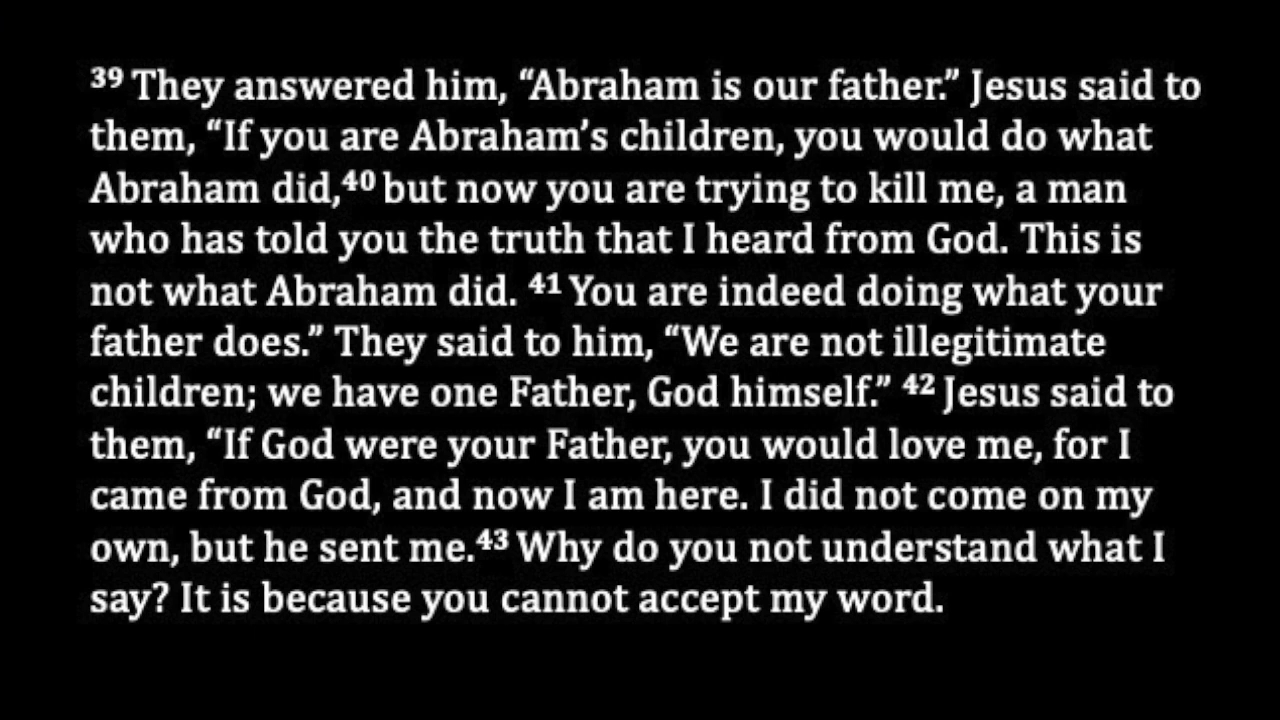 39 They answered him, “Abraham is our father.” Jesus said to
them, “If you are Abraham’s children, you would do what
Abraham did,40 but now you are trying to kill me, a man
who has told you the truth that I heard from God. This is
not what Abraham did. 41 You are indeed doing what your
father does.” They said to him, “We are not illegitimate
children; we have one Father, God himself.” 42 Jesus said to
them, “If God were your Father, you would love me, for I
came from God, and now I am here. I did not come on my
own, but he sent me.43 Why do you not understand what I
say? It is because you cannot accept my word.